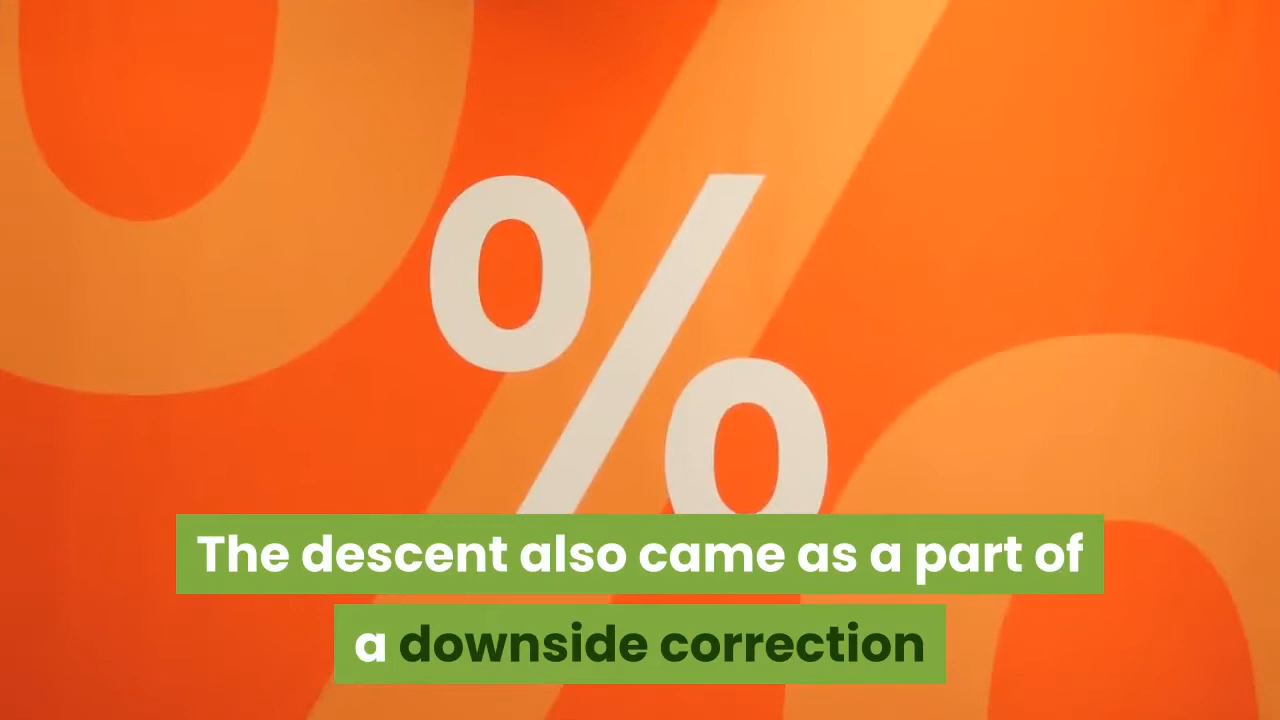 %
The descent also came as a part of
a downside correction